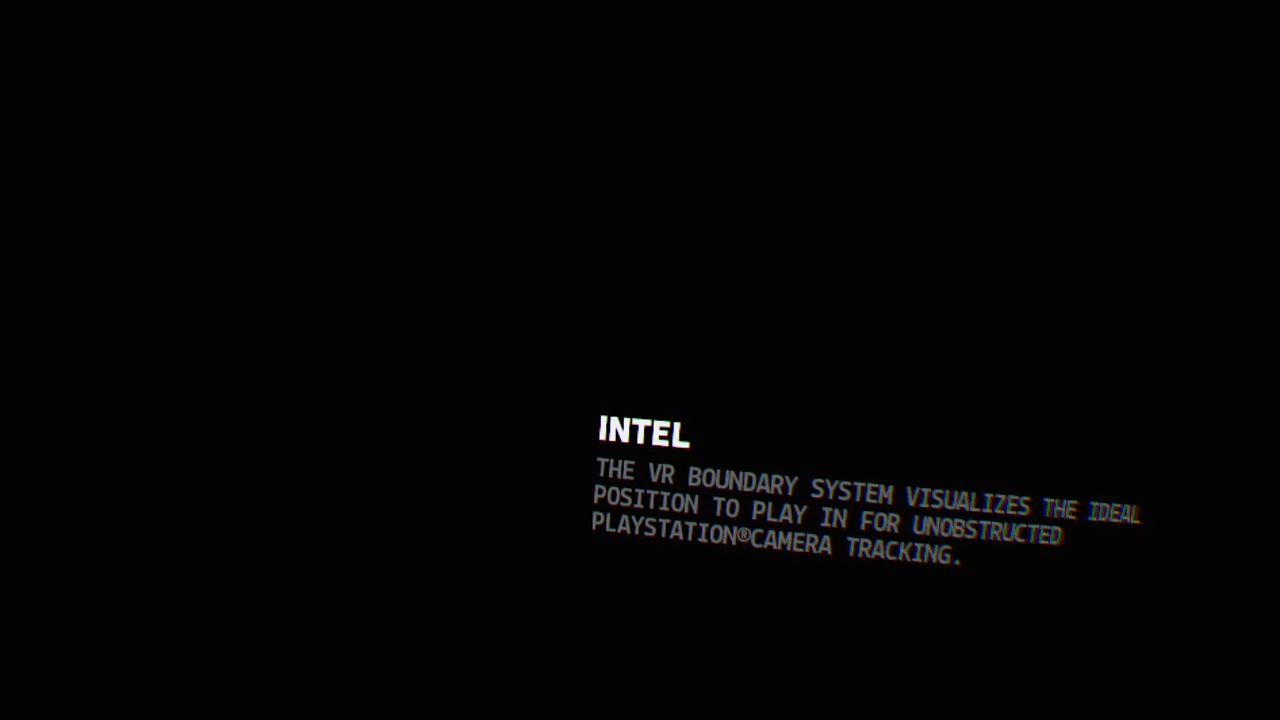 INTEL
THE VR BOUNDARY SYSTEM VISUALIZES THE IDEAL
POSITION TO PLAY IN FOR UNOBSTRUCTED
PLAYSTATION®CAMERA TRACKING.